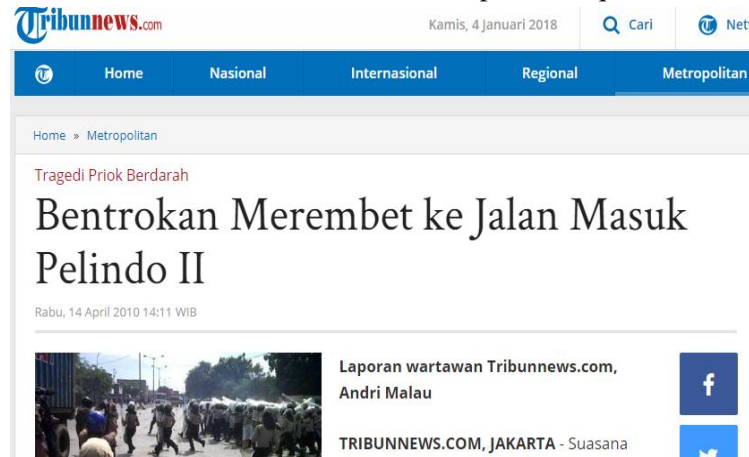 Tribunnews.com
Kamis, 4 Januari 2018 Cari
Home Nasional Internasional Regional Metropolitan
Home » Metropolitan
Tragedi Priok Berdarah
Bentrokan Merembet ke Jalan Masuk
Pelindo II
Rabu, 14 April 2010 14:11 WIB
Laporan wartawan Tribunnews.com,
Andri Malau
TRIBUNNEWS.COM, JAKARTA - Suasana